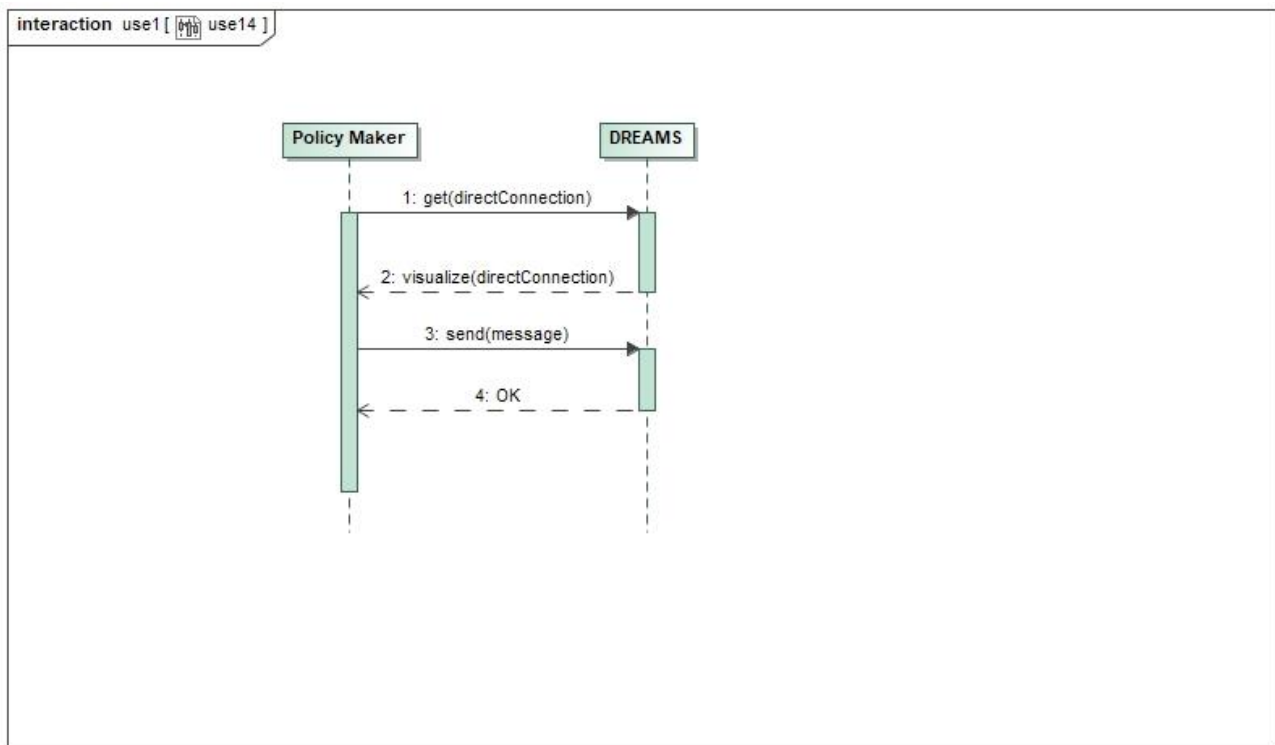 interaction use1 [ use14 ]
Policy Maker
DREAMS
1: get(directConnection)
2: visualize(directConnection)
3: send(message)
4: OK